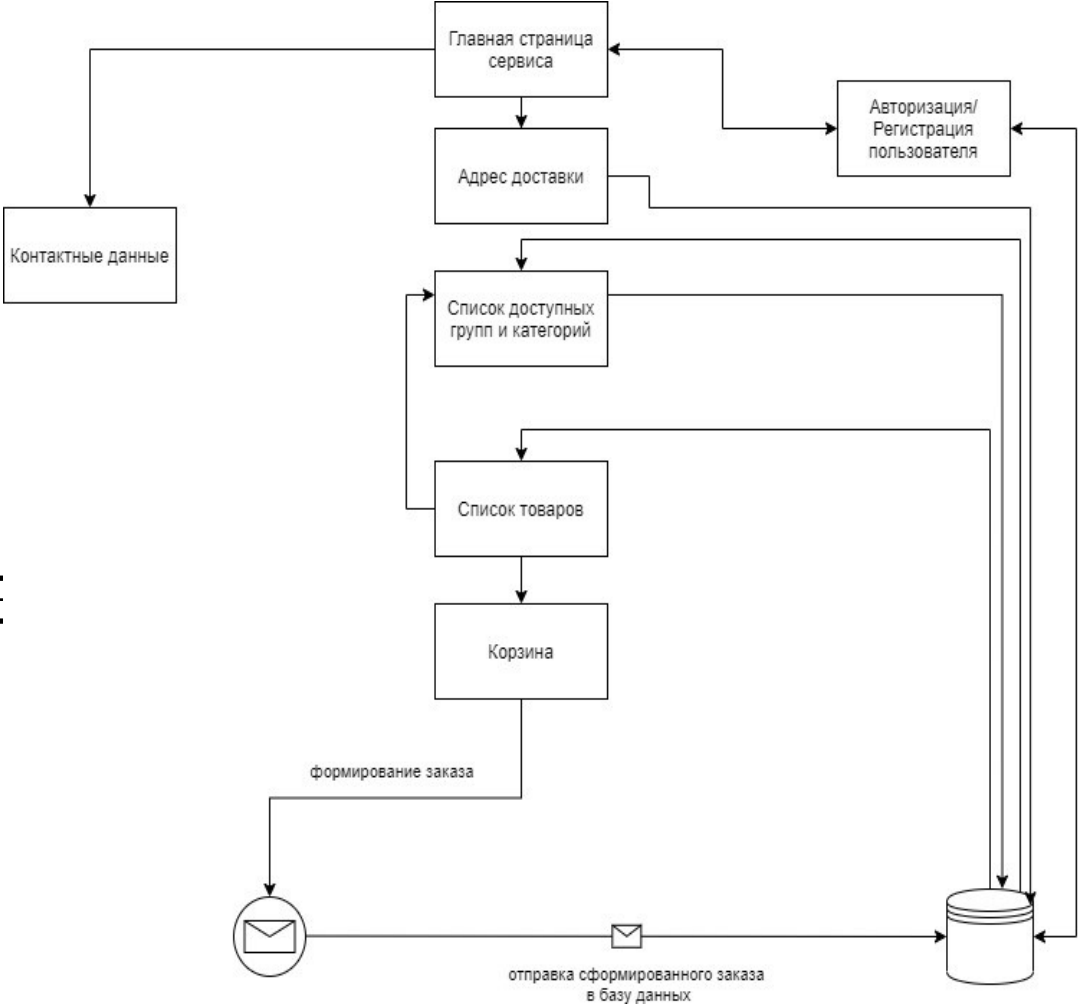 Главная страница
сервиса
Авторизация/
Регистрация
пользователя
Адрес доставки
Контактные данные
Список доступных
групп и категорий
Список товаров
Корзина
формирование заказа
отправка сформированного заказа
в базу данных